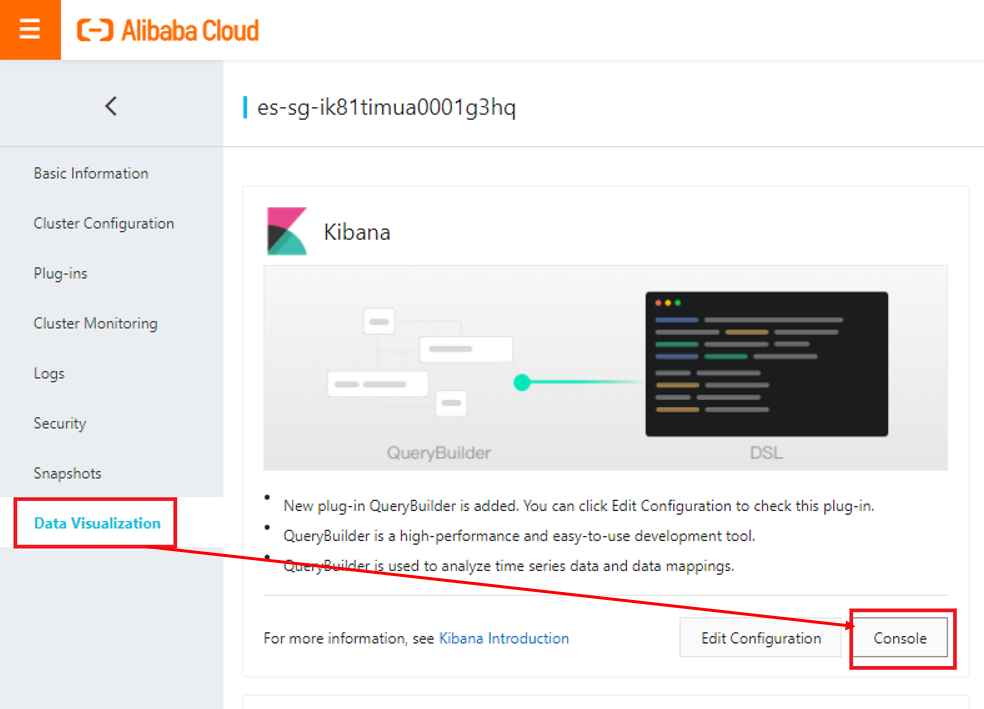 Alibaba Cloud
es-sg-ik81timua0001g3hq
Basic Information
Cluster Configuration
Plug-ins
Cluster Monitoring
Logs
Security
Snapshots
Data Visualization
Kibana
QueryBuilder
DSL
New plug-in QueryBuilder is added. You can click Edit Configuration to check this plug-in.
QueryBuilder is a high-performance and easy-to-use development tool.
QueryBuilder is used to analyze time series data and data mappings.
For more information, see Kibana Introduction
Edit Configuration
Console